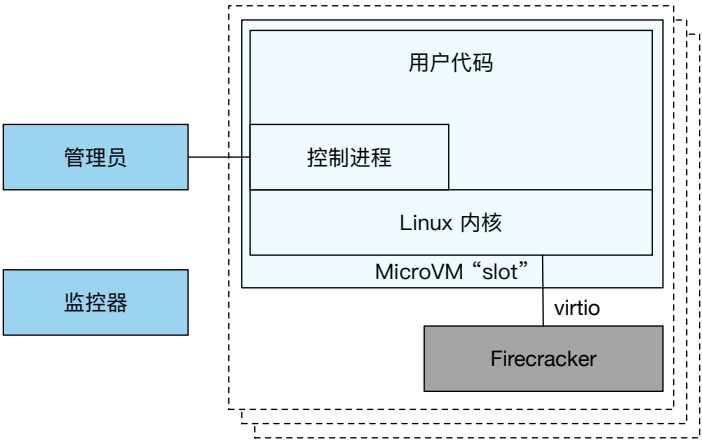 用户代码
管理员
控制进程
Linux 内核
MicroVM “slot”
监控器
virtio
Firecracker